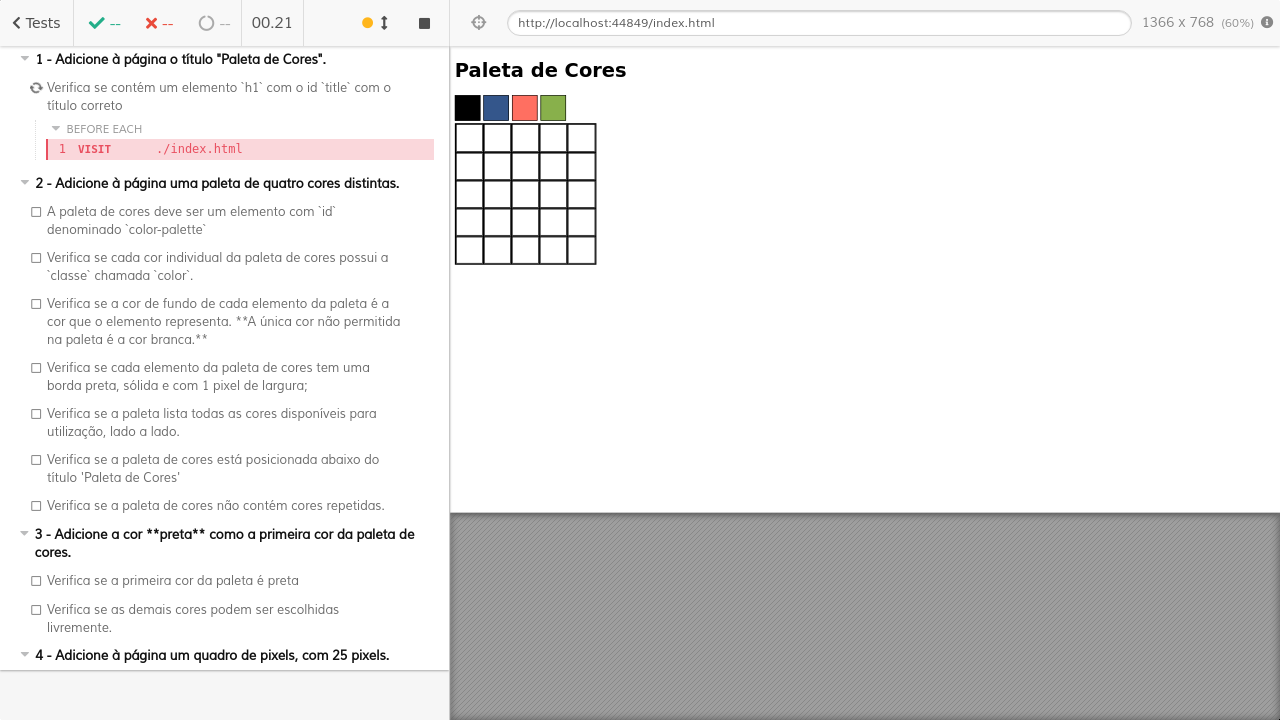 Tests
--
--
--
00.21
http://localhost:44849/index.html
1366 x 768 (60%)
1 - Adicione à página o título "Paleta de Cores".
Verifica se contém um elemento `h1` com o id `title` com o
título correto
BEFORE EACH
1 VISIT ./index.html
2 - Adicione à página uma paleta de quatro cores distintas.
A paleta de cores deve ser um elemento com `id`
denominado `color-palette`
Verifica se cada cor individual da paleta de cores possui a
`classe` chamada `color`.
Verifica se a cor de fundo de cada elemento da paleta é a
cor que o elemento representa. **A única cor não permitida
na paleta é a cor branca.**
Verifica se cada elemento da paleta de cores tem uma
borda preta, sólida e com 1 pixel de largura;
Verifica se a paleta lista todas as cores disponíveis para
utilização, lado a lado.
Verifica se a paleta de cores está posicionada abaixo do
título 'Paleta de Cores'
Verifica se a paleta de cores não contém cores repetidas.
3 - Adicione a cor **preta** como a primeira cor da paleta de
cores.
Verifica se a primeira cor da paleta é preta
Verifica se as demais cores podem ser escolhidas
livremente.
4 - Adicione à página um quadro de pixels, com 25 pixels.
Paleta de Cores